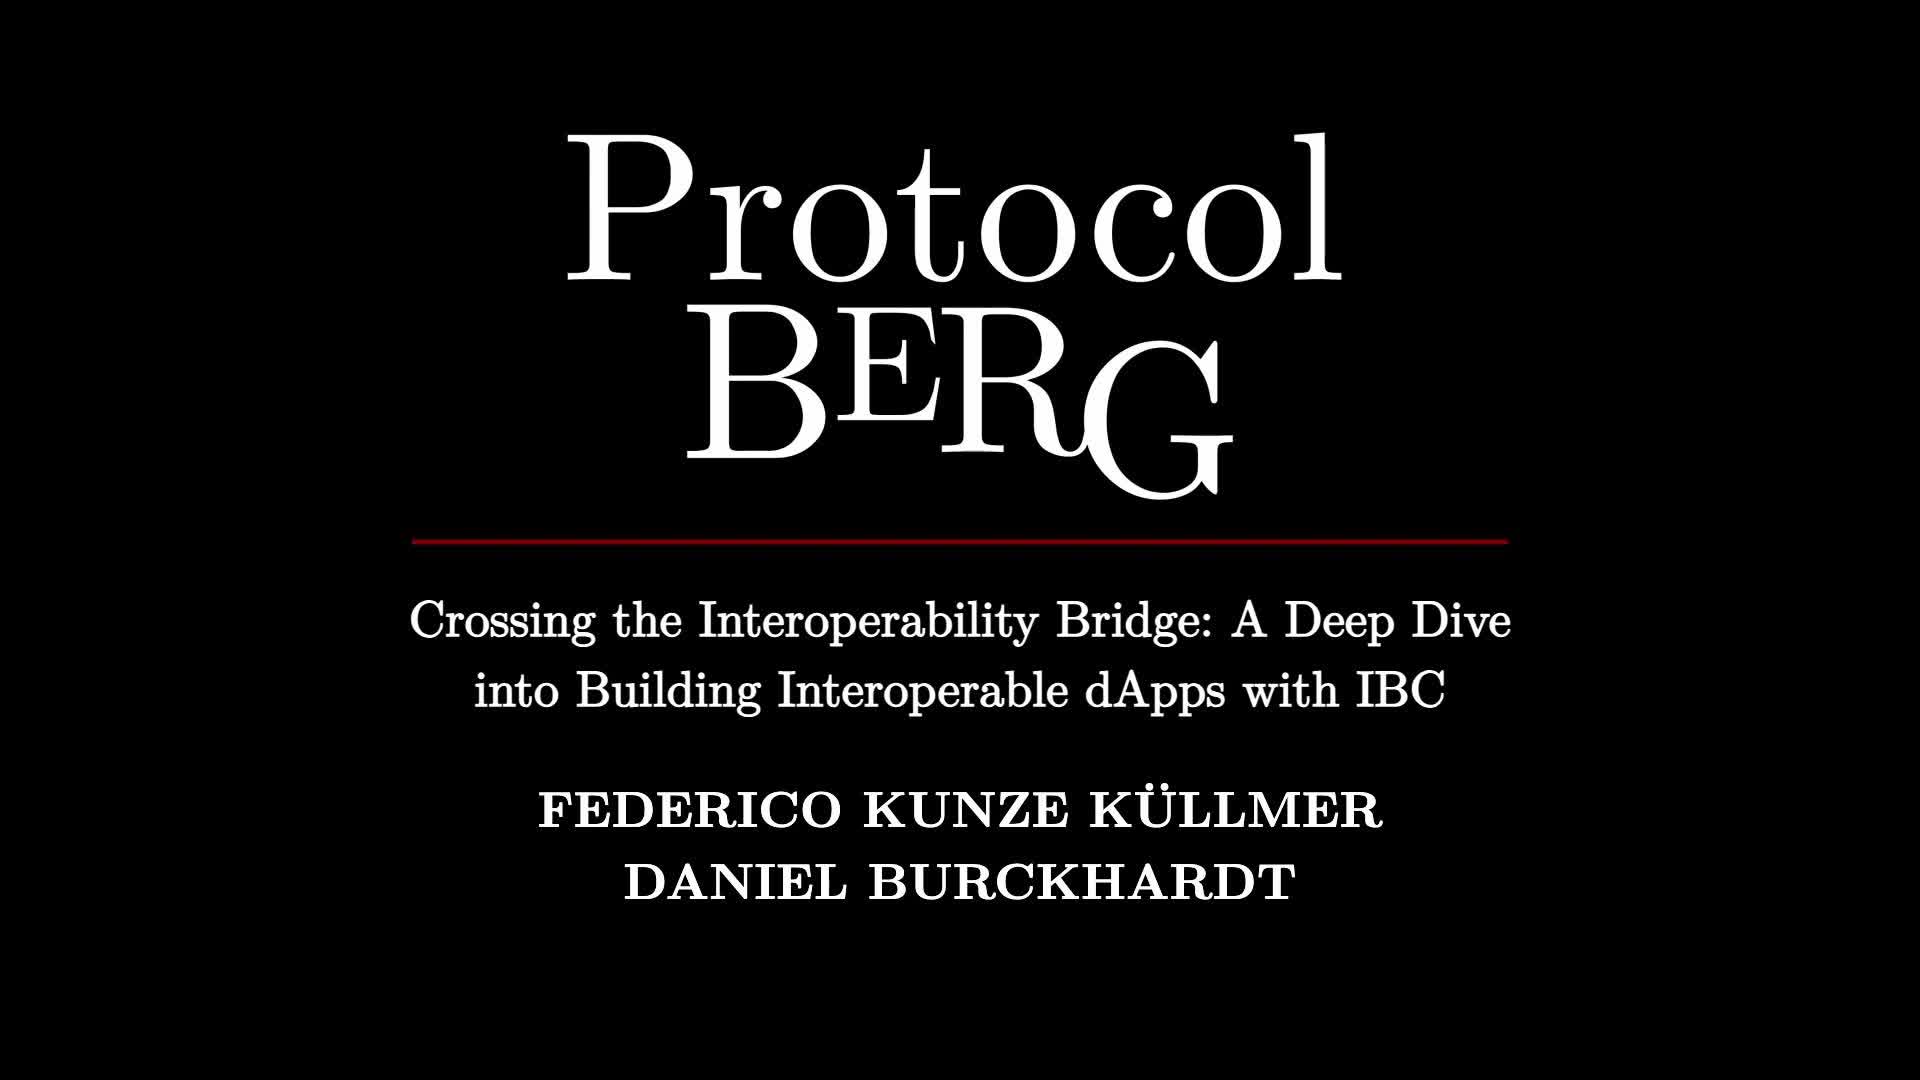 Protocol
BERG
Crossing the Interoperability Bridge: A Deep Dive
into Building Interoperable dApps with IBC
FEDERICO KUNZE KÜLLMER
DANIEL BURCKHARDT